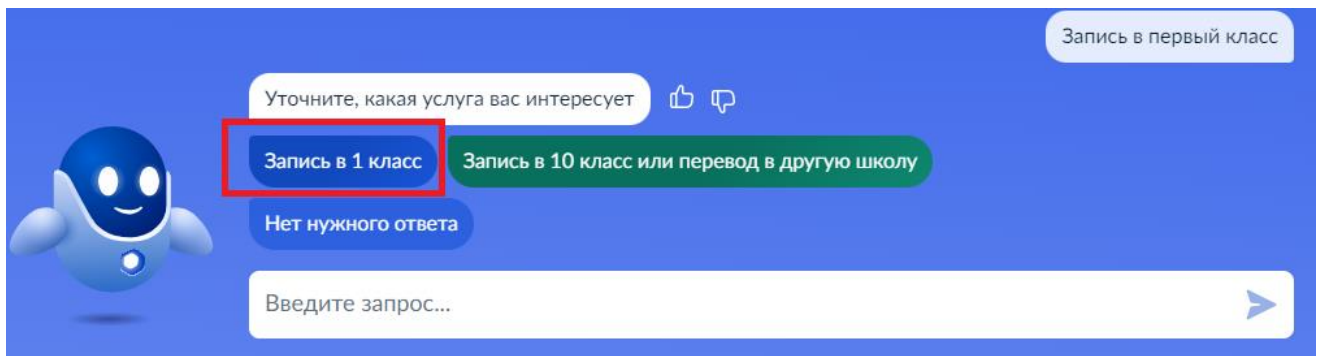 Запись в первый класс
Уточните, какая услуга вас интересует
Запись в 1 класс
Запись в 10 класс или перевод в другую школу
Нет нужного ответа
Введите запрос...